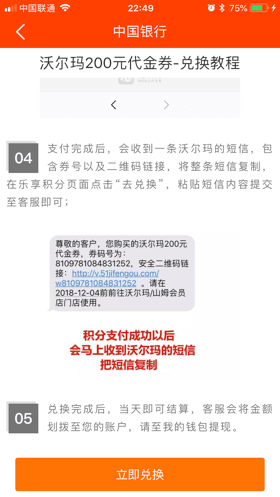 中国联通 22:49 75%
中国银行
沃尔玛200元代金券-兑换教程
04 支付完成后，会收到一条沃尔玛的短信，包
含券号以及二维码链接，将整条短信复制，
在乐享积分页面点击“去兑换”，粘贴短信内容提交
至客服即可；
尊敬的客户，您购买的沃尔玛200元
代金券，券码号为：
8109781084831252，安全二维码链
接：http://v.51jifengou.com/
w8109781084831252 。请在
2018-12-04前前往沃尔玛/山姆会员
店门店使用。
积分支付成功以后
会马上收到沃尔玛的短信
把短信复制
05 兑换完成后，当天即可结算，客服会将金额
划拨至您的账户，请至我的钱包提现。
立即兑换